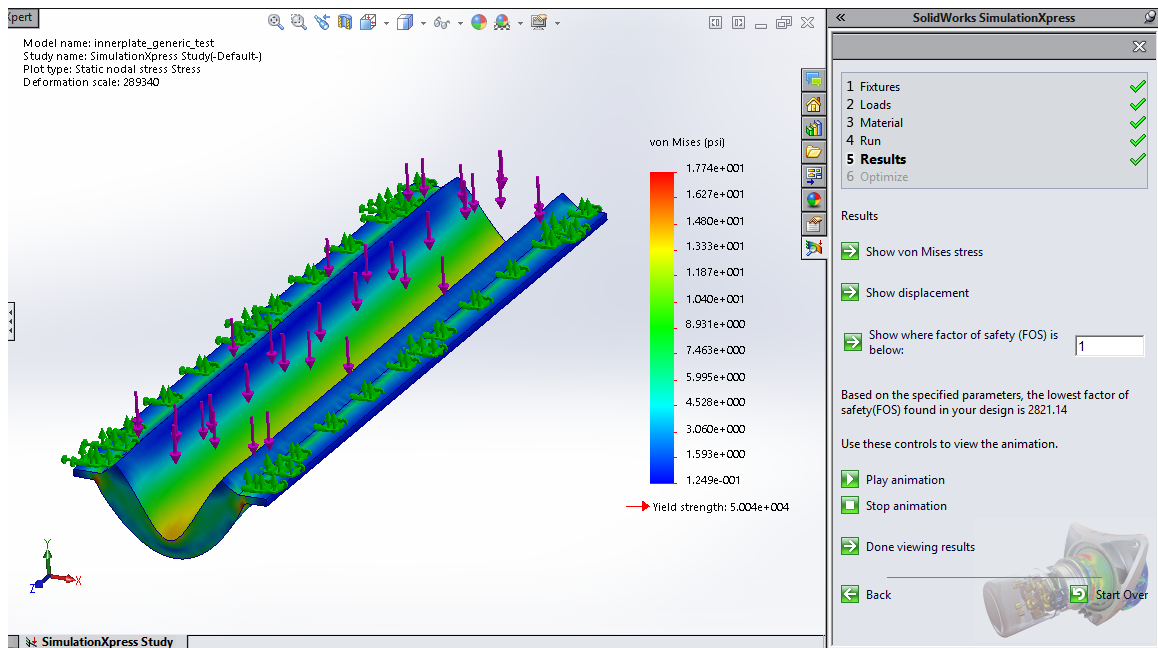 xpert
Model name: innerplate_generic_test
Study name: SimulationXpress Study(-Default-)
Plot type: Static nodal stress Stress
Deformation scale: 289340
von Mises (psi)
1.774e+001
1.627e+001
1.480e+001
1.333e+001
1.187e+001
1.040e+001
8.931e+000
7.463e+000
5.995e+000
4.528e+000
3.060e+000
1.593e+000
1.249e-001
Yield strength: 5.004e+004
Y
X
Z
SimulationXpress Study
SolidWorks SimulationXpress
1 Fixtures
2 Loads
3 Material
4 Run
5 Results
6 Optimize
Results
Show von Mises stress
Show displacement
Show where factor of safety (FOS) is
below:
1
Based on the specified parameters, the lowest factor of
safety(FOS) found in your design is 2821.14
Use these controls to view the animation.
Play animation
Stop animation
Done viewing results
Back
Start Over